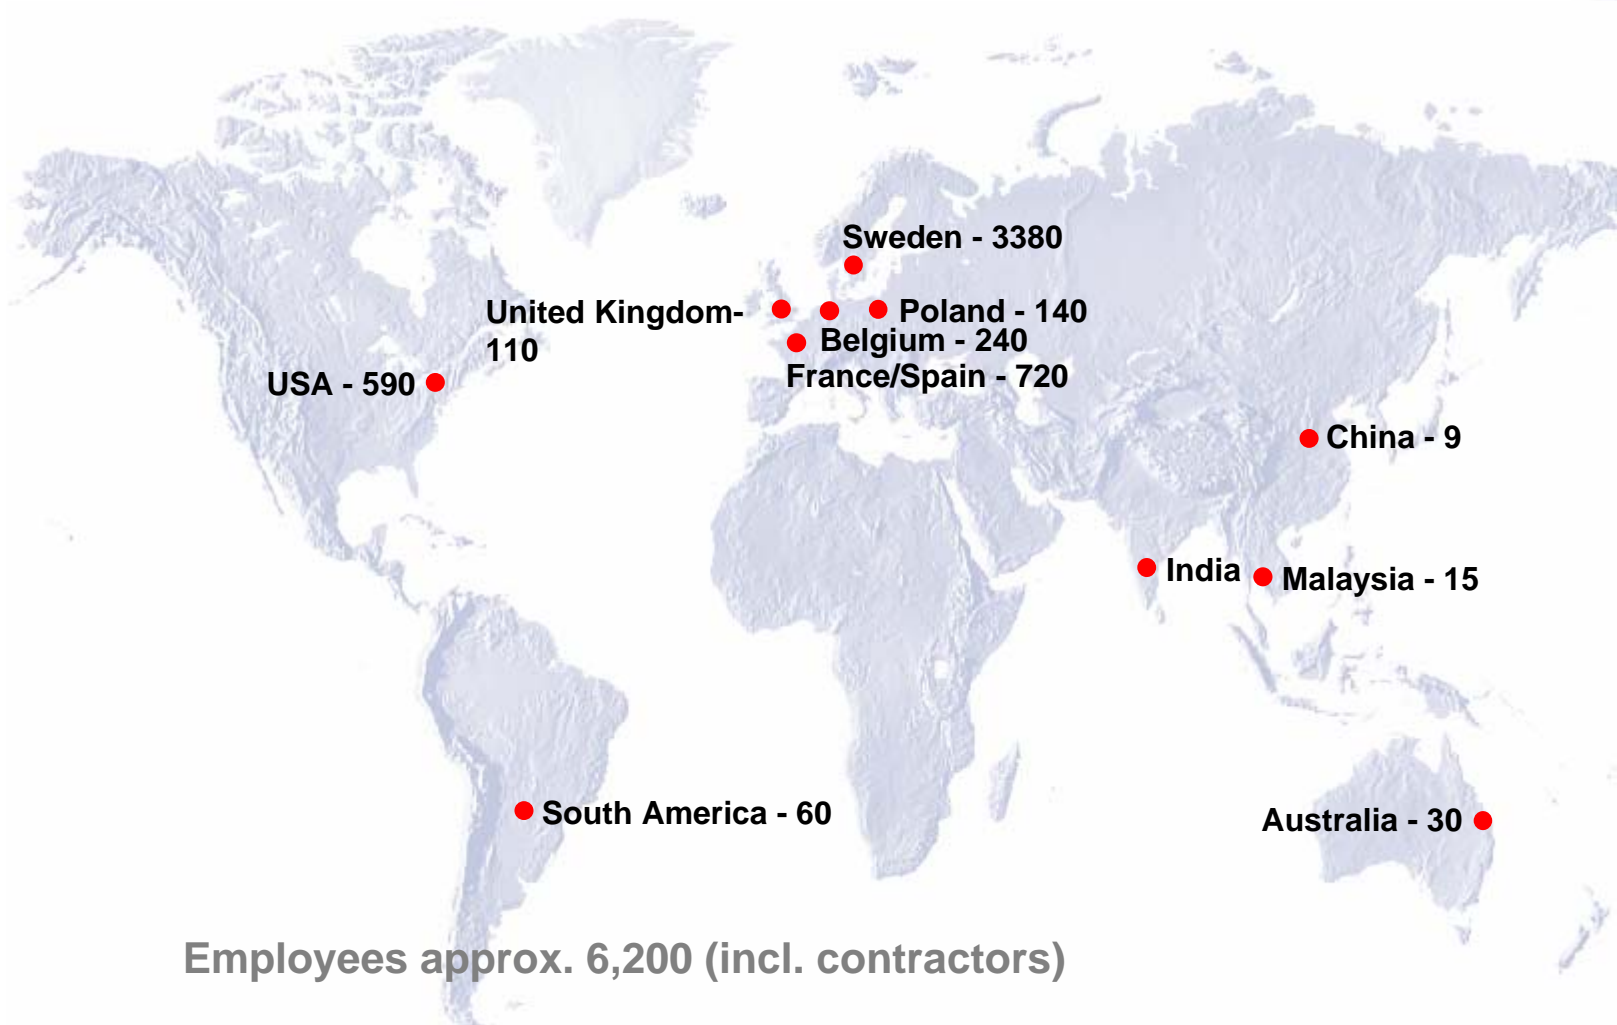 Sweden - 3380
United Kingdom-
110
Poland - 140
Belgium - 240
France/Spain - 720
USA - 590
China - 9
India
Malaysia - 15
South America - 60
Australia - 30
Employees approx. 6,200 (incl. contractors)